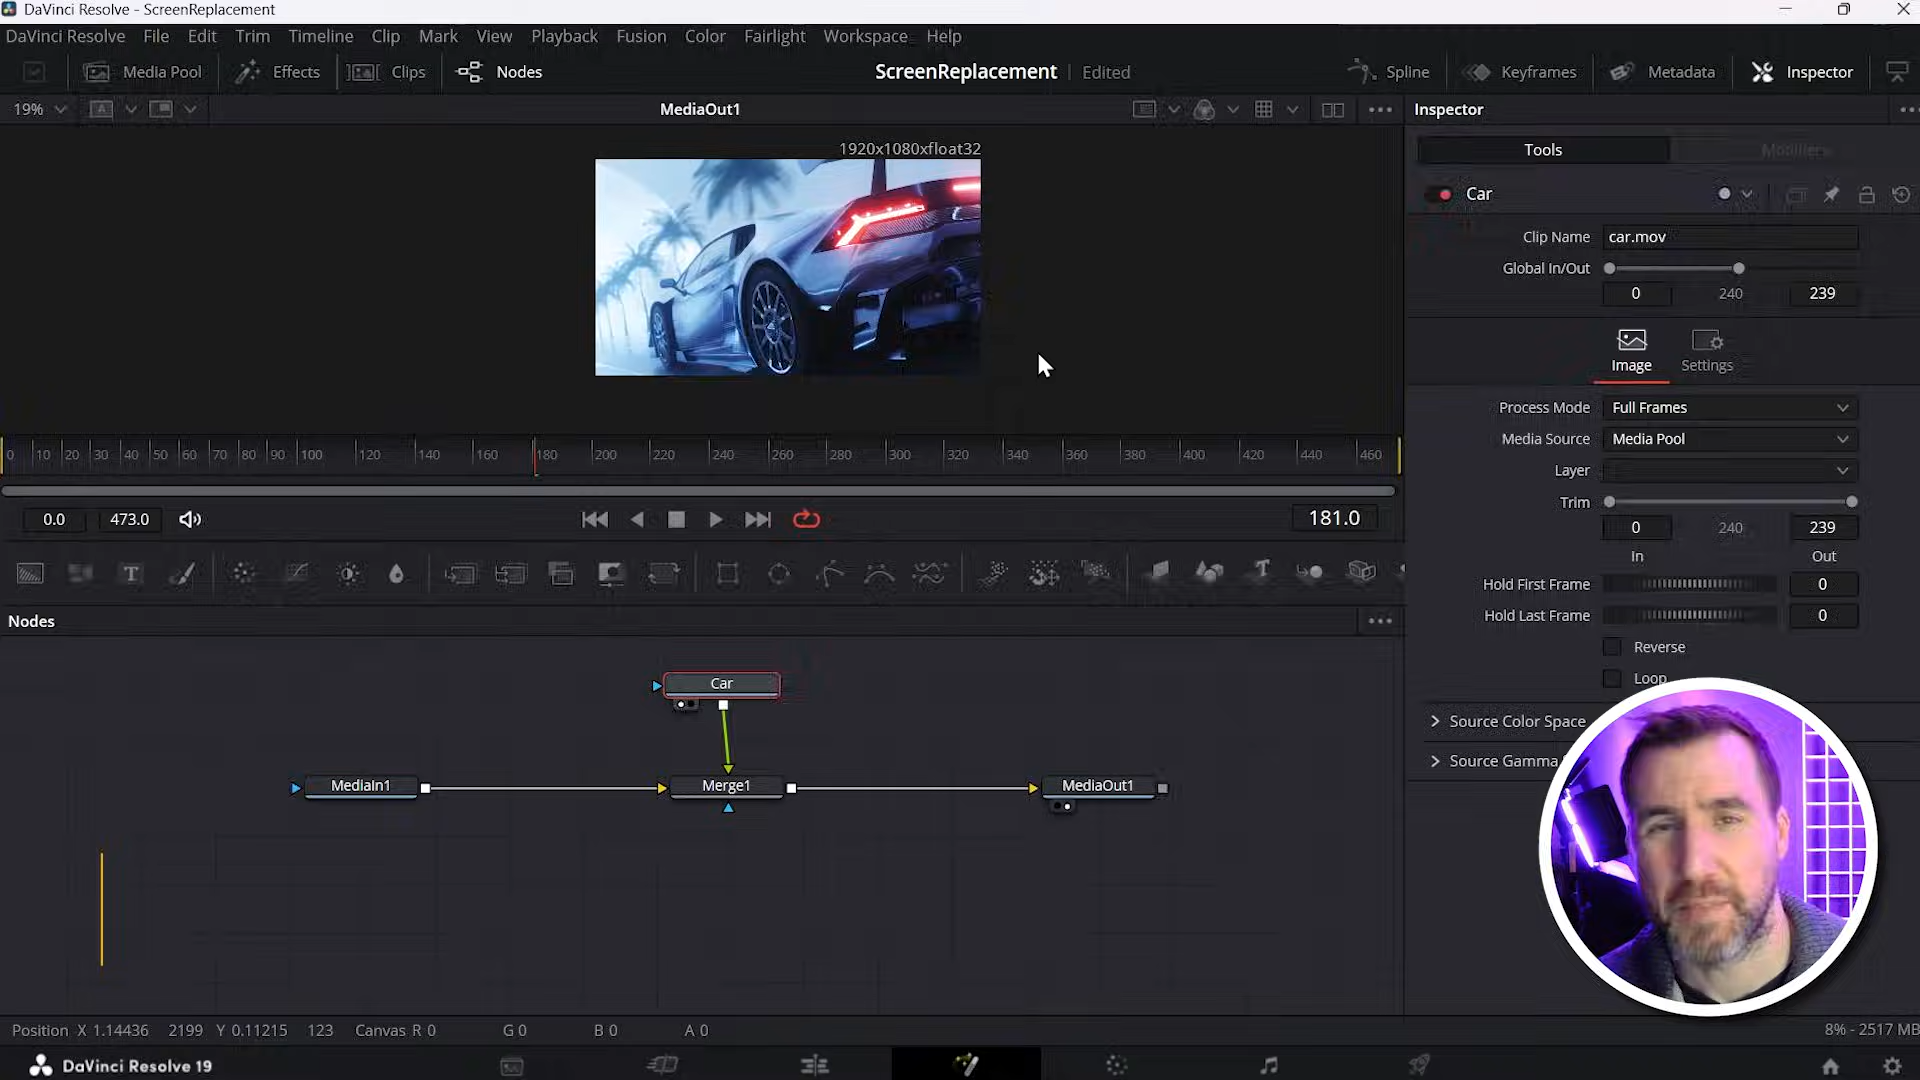 DaVinci Resolve - ScreenReplacement
DaVinci Resolve File Edit Trim Timeline Clip Mark View Playback Fusion Color Fairlight Workspace Help
Media Pool Effects Clips Nodes ScreenReplacement Edited Spline Keyframes Metadata Inspector
19% A MediaOut1 Inspector
1920x1080xfloat32
Tools Modifiers
Car
Clip Name car.mov
Global In/Out
0 240 239
Image Settings
Process Mode Full Frames
Media Source Media Pool
Layer
Trim
0 240 239
In Out
Hold First Frame 0
Hold Last Frame 0
Reverse
Loop
Source Color Space
Source Gamma
0 10 20 30 40 50 60 70 80 90 100 120 140 160 180 200 220 240 260 280 300 320 340 360 380 400 420 440 460
0.0 473.0 181.0
T T
Nodes
Car
MediaIn1 Merge1 MediaOut1
Position X 1.14436 2199 Y 0.11215 123 Canvas R 0 G 0 B 0 A 0 8% - 2517 MB
DaVinci Resolve 19